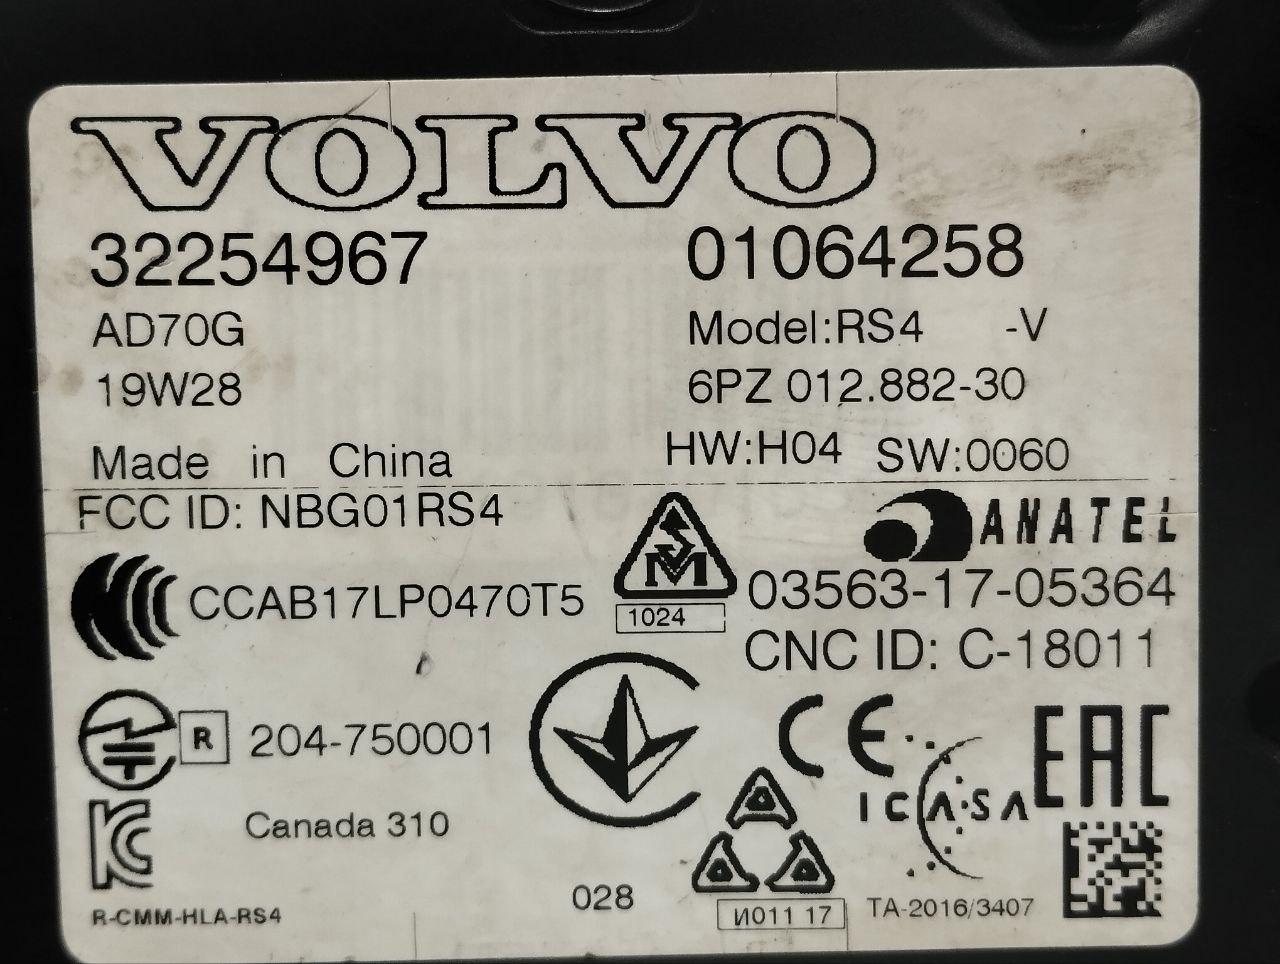 VOLVO
32254967 01064258
AD70G Model:RS4 -V
19W28 6PZ 012.882-30
Made in China HW:H04 SW:0060
FCC ID: NBG01RS4 ANATEL
CCAB17LP0470T5 SM 03563-17-05364
1024
CNC ID: C-18011
R 204-750001 CE EAC
ICASA
Canada 310
028
R-CMM-HLA-RS4 И011 17 TA-2016/3407